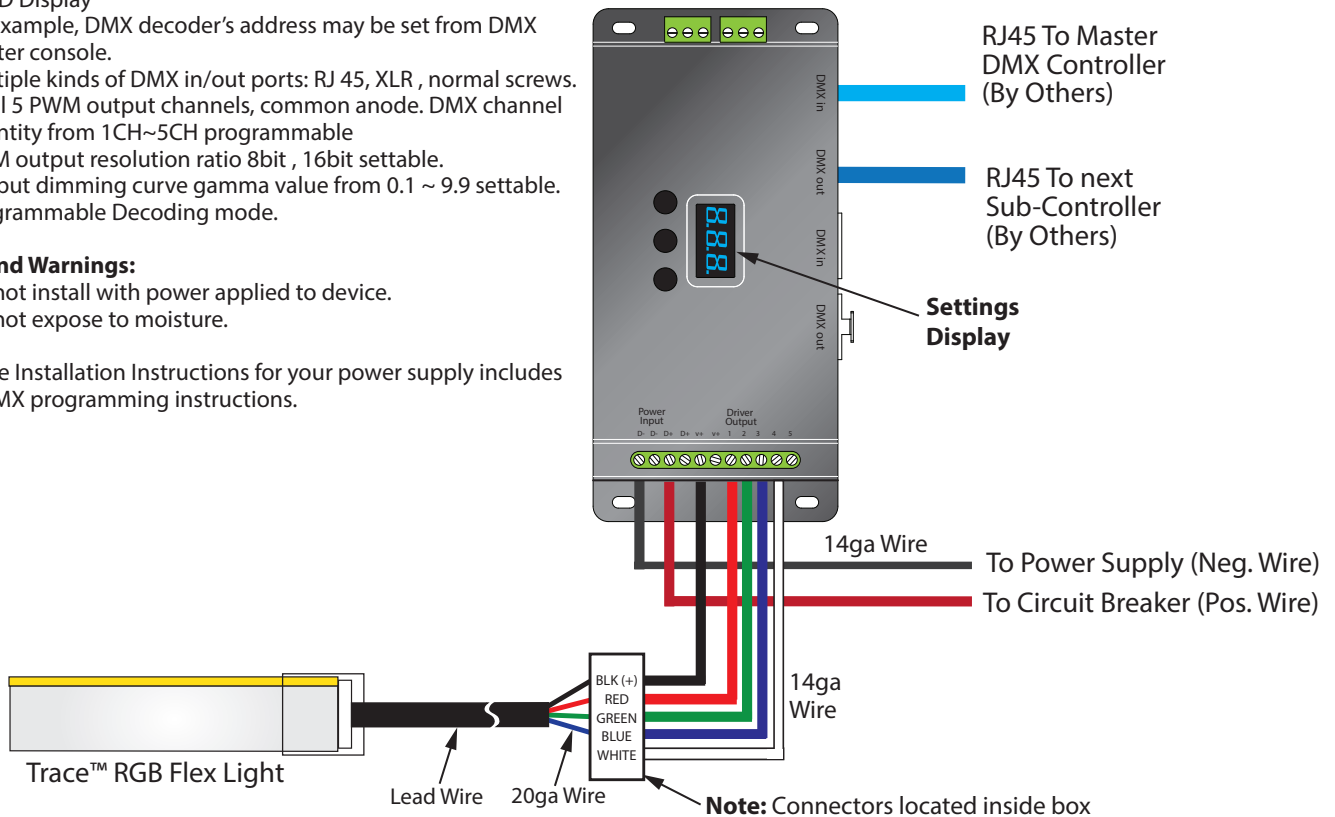 D Display
xample, DMX decoder’s address may be set from DMX
ter console.
tiple kinds of DMX in/out ports: RJ 45, XLR , normal screws.
l 5 PWM output channels, common anode. DMX channel
ntity from 1CH~5CH programmable
M output resolution ratio 8bit , 16bit settable.
put dimming curve gamma value from 0.1 ~ 9.9 settable.
grammable Decoding mode.
nd Warnings:
not install with power applied to device.
not expose to moisture.
e Installation Instructions for your power supply includes
MX programming instructions.
DMX in
DMX out
DMX in
DMX out
8.8.8.
RJ45 To Master
DMX Controller
(By Others)
RJ45 To next
Sub-Controller
(By Others)
Settings
Display
Power
Input
Driver
Output
D- D- D+ D+ v+ v+ 1 2 3 4 5
14ga Wire
To Power Supply (Neg. Wire)
To Circuit Breaker (Pos. Wire)
BLK (+)
RED
GREEN
BLUE
WHITE
14ga
Wire
Trace™ RGB Flex Light
Lead Wire
20ga Wire
Note: Connectors located inside box